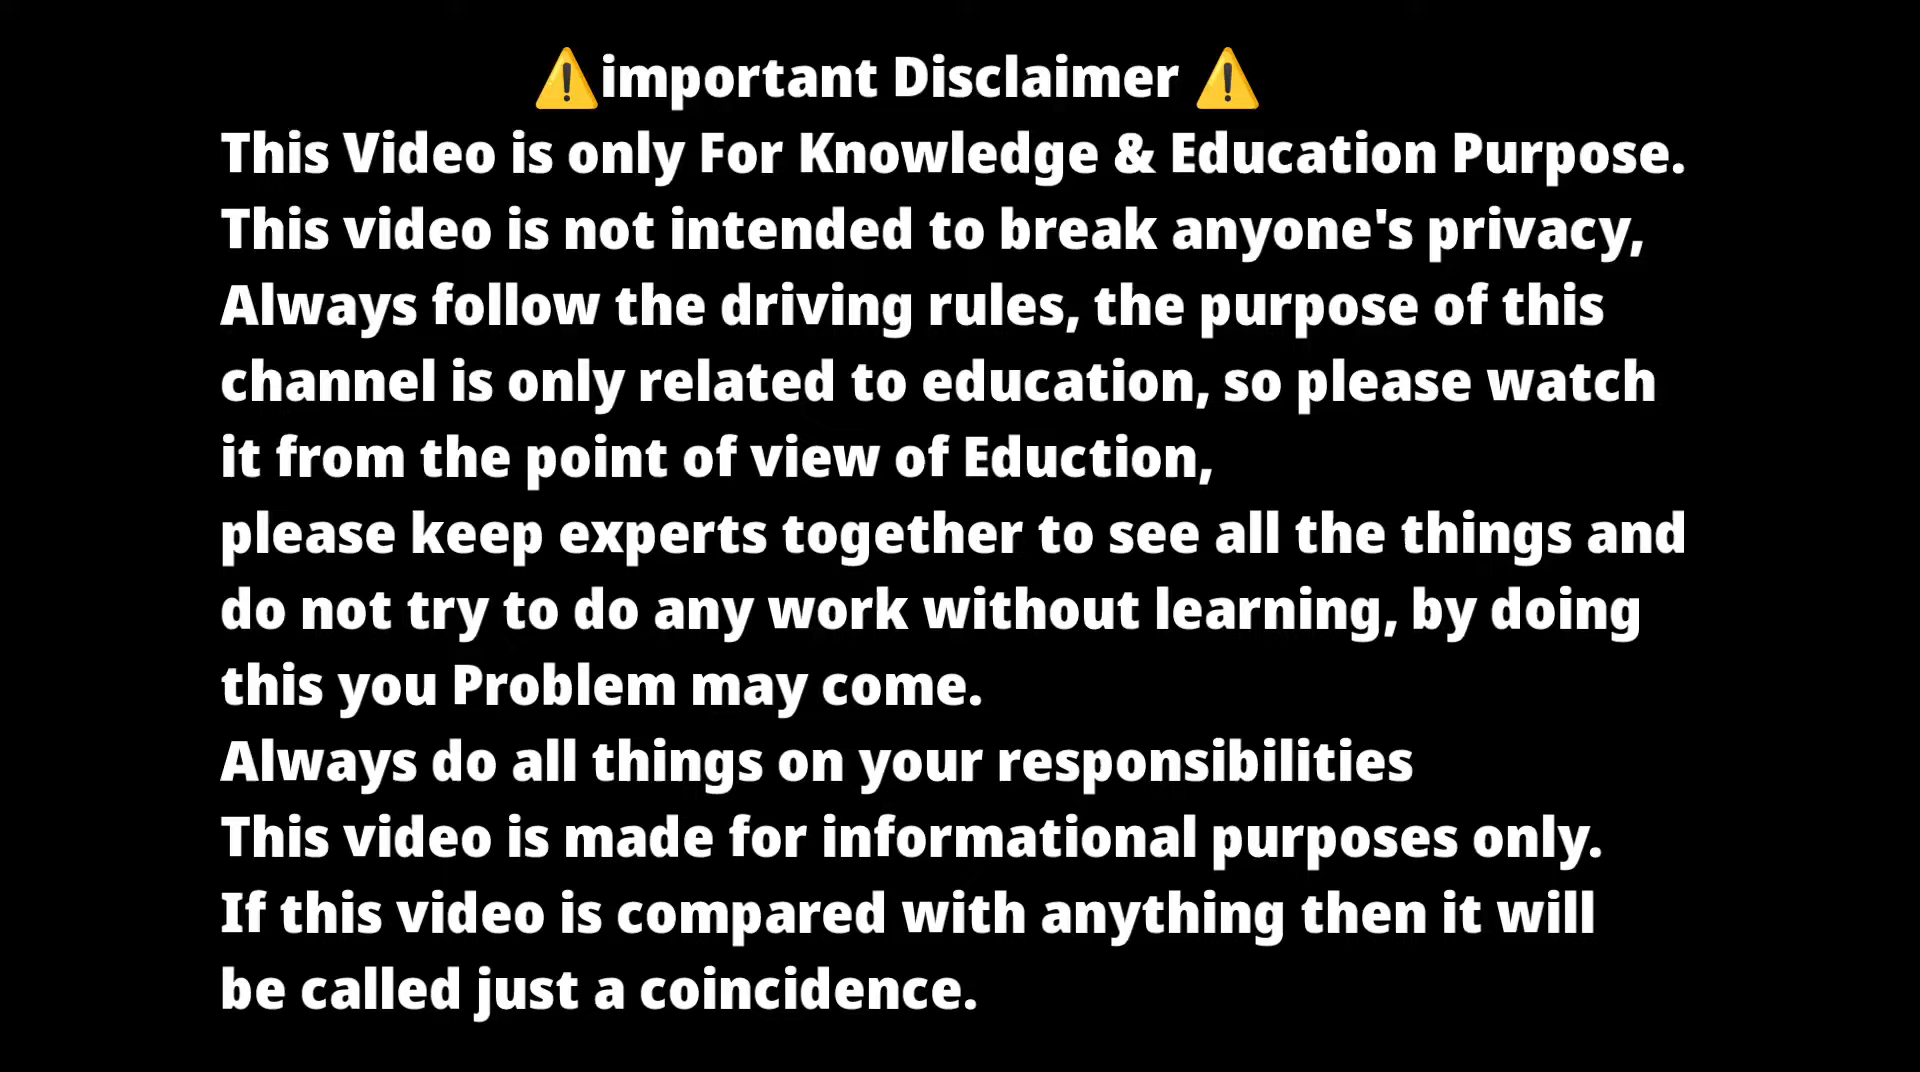 ⚠️important Disclaimer ⚠️
This Video is only For Knowledge & Education Purpose.
This video is not intended to break anyone's privacy,
Always follow the driving rules, the purpose of this
channel is only related to education, so please watch
it from the point of view of Eduction,
please keep experts together to see all the things and
do not try to do any work without learning, by doing
this you Problem may come.
Always do all things on your responsibilities
This video is made for informational purposes only.
If this video is compared with anything then it will
be called just a coincidence.